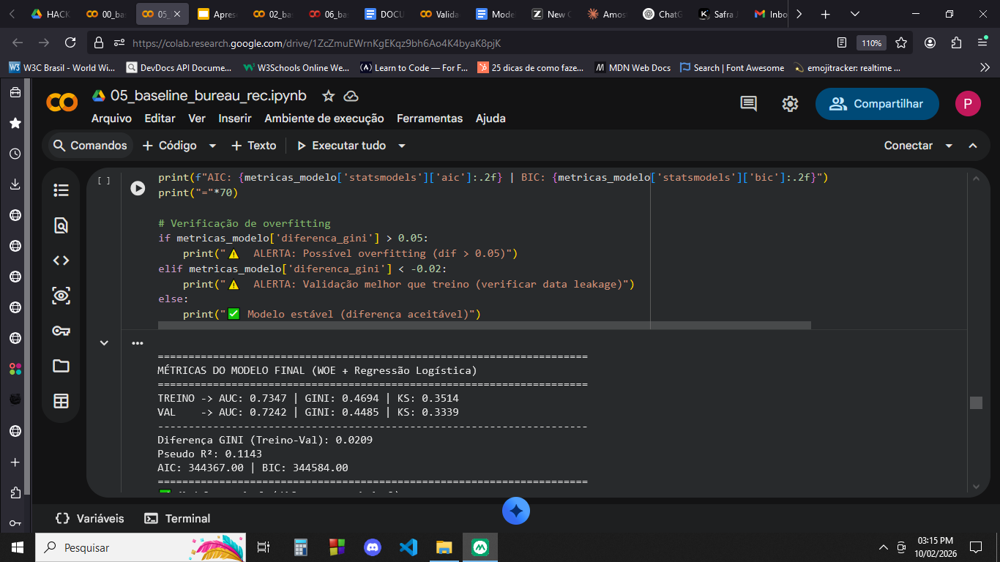 HACK
00_ba
05_
Aprese
02_bas
06_bas
DOCU
Valida
Mode
New C
Amost
ChatG
Safra J
Inbo
https://colab.research.google.com/drive/1ZcZmuEWrnKgEKqz9bh6Ao4K4byaK8pjK
110%
W3C Brasil - World Wi...
DevDocs API Docume...
W3Schools Online We...
Learn to Code — For F...
25 dicas de como faze...
MDN Web Docs
Search | Font Awesome
emojitracker: realtime ...
05_baseline_bureau_rec.ipynb
Arquivo Editar Ver Inserir Ambiente de execução Ferramentas Ajuda
Compartilhar
P
Comandos + Código + Texto Executar tudo
Conectar
[ ]
print(f"AIC: {metricas_modelo['statsmodels']['aic']:.2f} | BIC: {metricas_modelo['statsmodels']['bic']:.2f}")
print("="*70)
# Verificação de overfitting
if metricas_modelo['diferenca_gini'] > 0.05:
print("⚠️ ALERTA: Possível overfitting (dif > 0.05)")
elif metricas_modelo['diferenca_gini'] < -0.02:
print("⚠️ ALERTA: Validação melhor que treino (verificar data leakage)")
else:
print("✅ Modelo estável (diferença aceitável)")
======================================================================
MÉTRICAS DO MODELO FINAL (WOE + Regressão Logística)
======================================================================
TREINO -> AUC: 0.7347 | GINI: 0.4694 | KS: 0.3514
VAL -> AUC: 0.7242 | GINI: 0.4485 | KS: 0.3339
----------------------------------------------------------------------
Diferença GINI (Treino-Val): 0.0209
Pseudo R²: 0.1143
AIC: 344367.00 | BIC: 344584.00
======================================================================
Variáveis
Terminal
Pesquisar
03:15 PM
10/02/2026